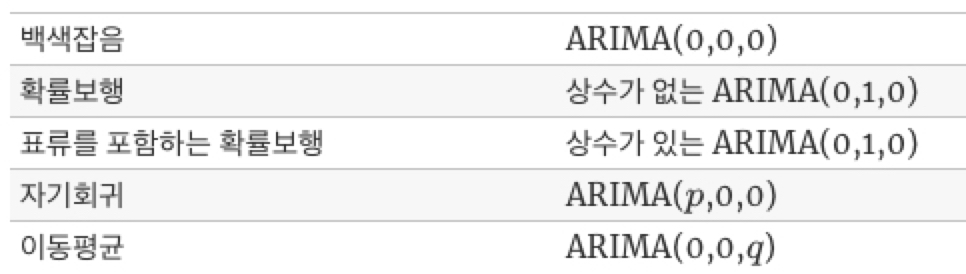 백색잡음 ARIMA(0,0,0)
확률보행 상수가 없는 ARIMA(0,1,0)
표류를 포함하는 확률보행 상수가 있는 ARIMA(0,1,0)
자기회귀 ARIMA(p,0,0)
이동평균 ARIMA(0,0,q)